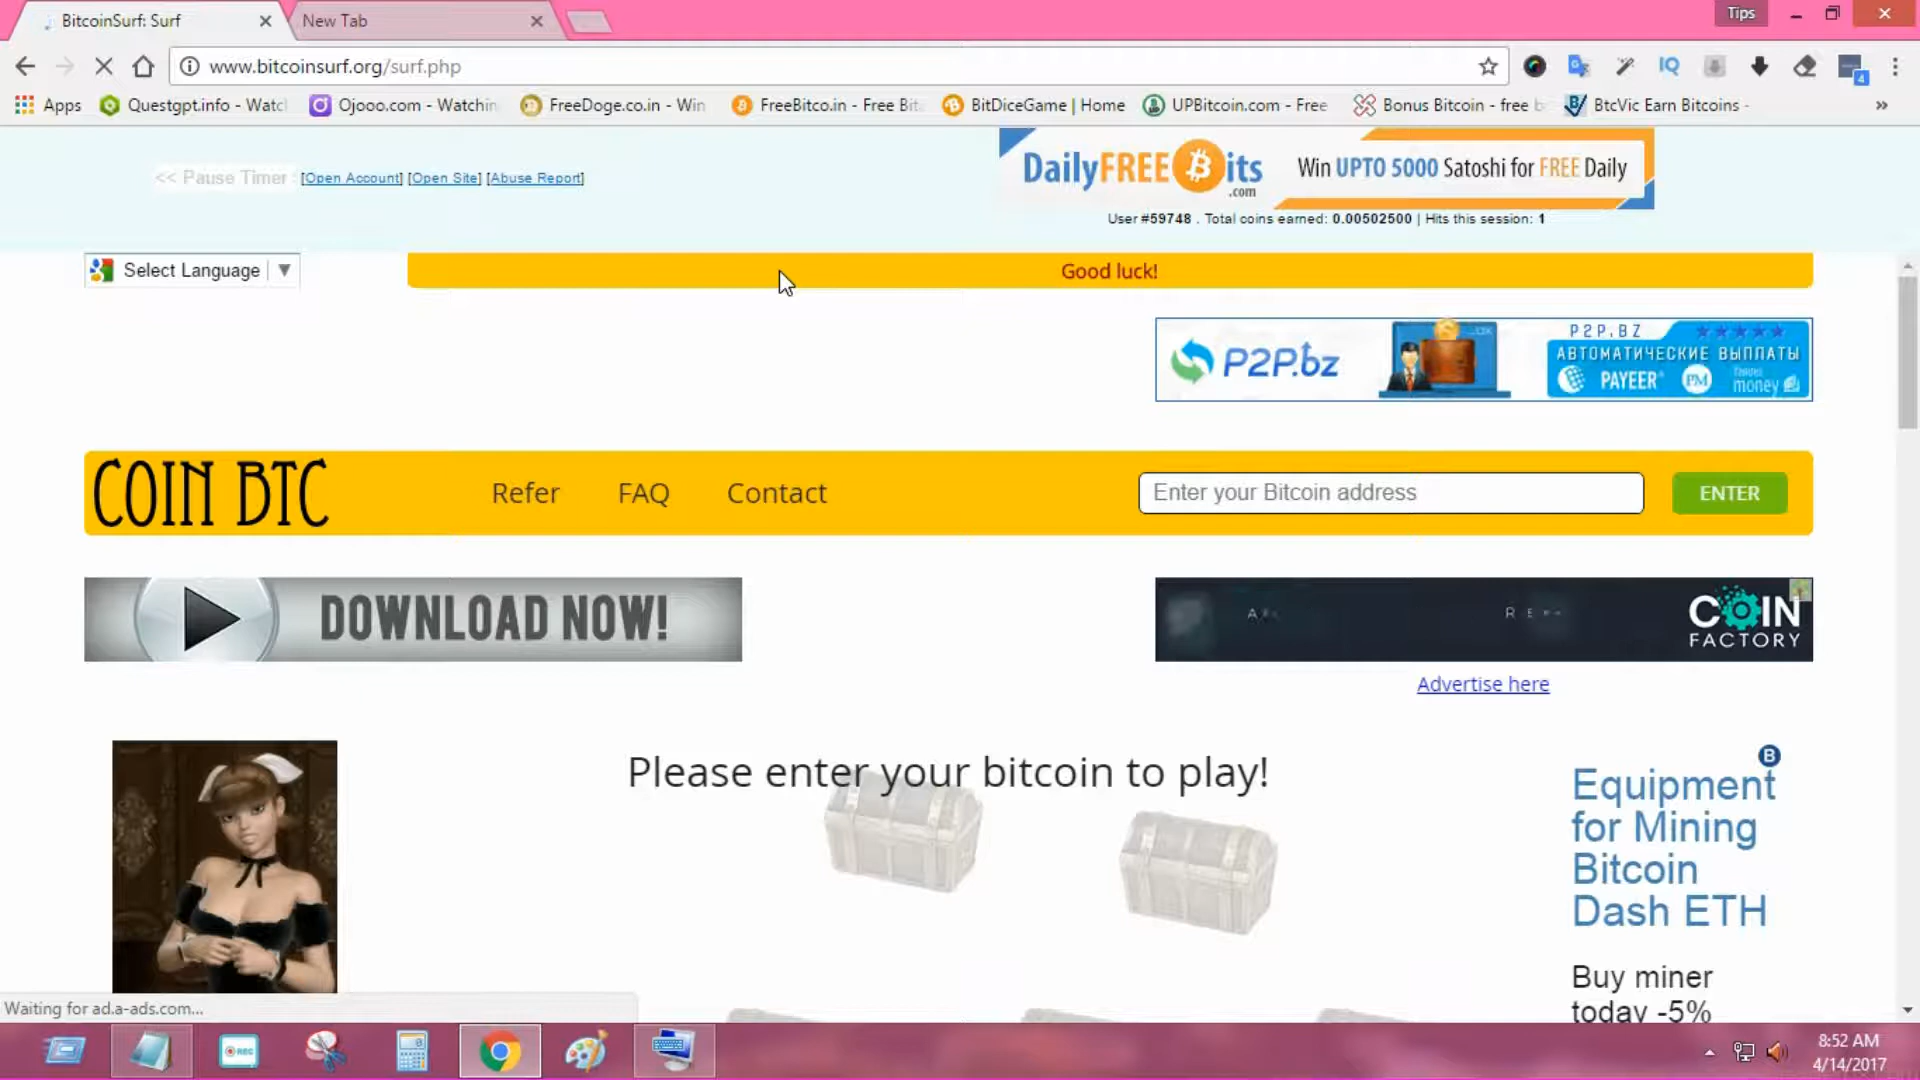 BitcoinSurf: Surf
New Tab
Tips
www.bitcoinsurf.org/surf.php
IQ
4
Apps
Questgpt.info - Watc
Ojooo.com - Watchin
FreeDoge.co.in - Win
FreeBitco.in - Free Bit
BitDiceGame | Home
UPBitcoin.com - Free
Bonus Bitcoin - free b
BtcVic Earn Bitcoins -
»
<< Pause Timer
[Open Account] [Open Site] [Abuse Report]
DailyFREEBits
.com
Win UPTO 5000 Satoshi for FREE Daily
User #59748 . Total coins earned: 0.00502500 | Hits this session: 1
Select Language
Good luck!
P2P.bz
P2P.BZ
АВТОМАТИЧЕСКИЕ ВЫПЛАТЫ
PAYEER
PM
money
COIN BTC
Refer
FAQ
Contact
Enter your Bitcoin address
ENTER
DOWNLOAD NOW!
COIN
FACTORY
Advertise here
Please enter your bitcoin to play!
B
Equipment
for Mining
Bitcoin
Dash ETH
Buy miner
today -5%
Waiting for ad.a-ads.com...
REC
8:52 AM
4/14/2017